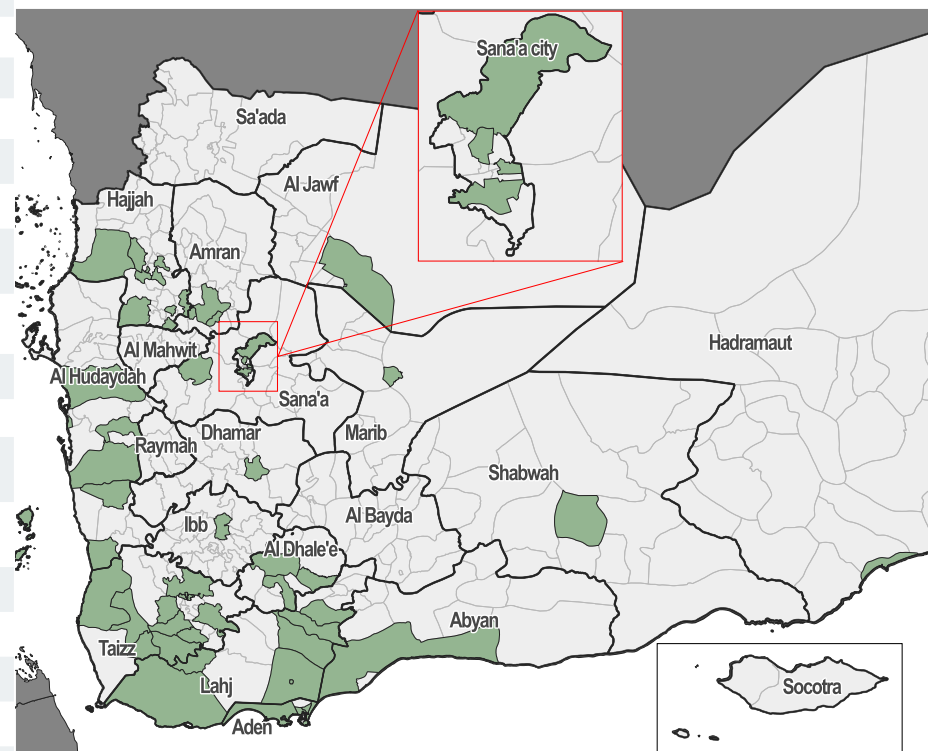 Sana'a city
Sa'ada
Al Jawf
Hajjah
Amran
Hadramaut
Al Mahwit
Al Hudaydah
Sana'a
Dhamar
Marib
Raymah
Shabwah
Al Bayda
Ibb
Al Dhale'e
Abyan
Taizz
Lahj
Socotra
Aden